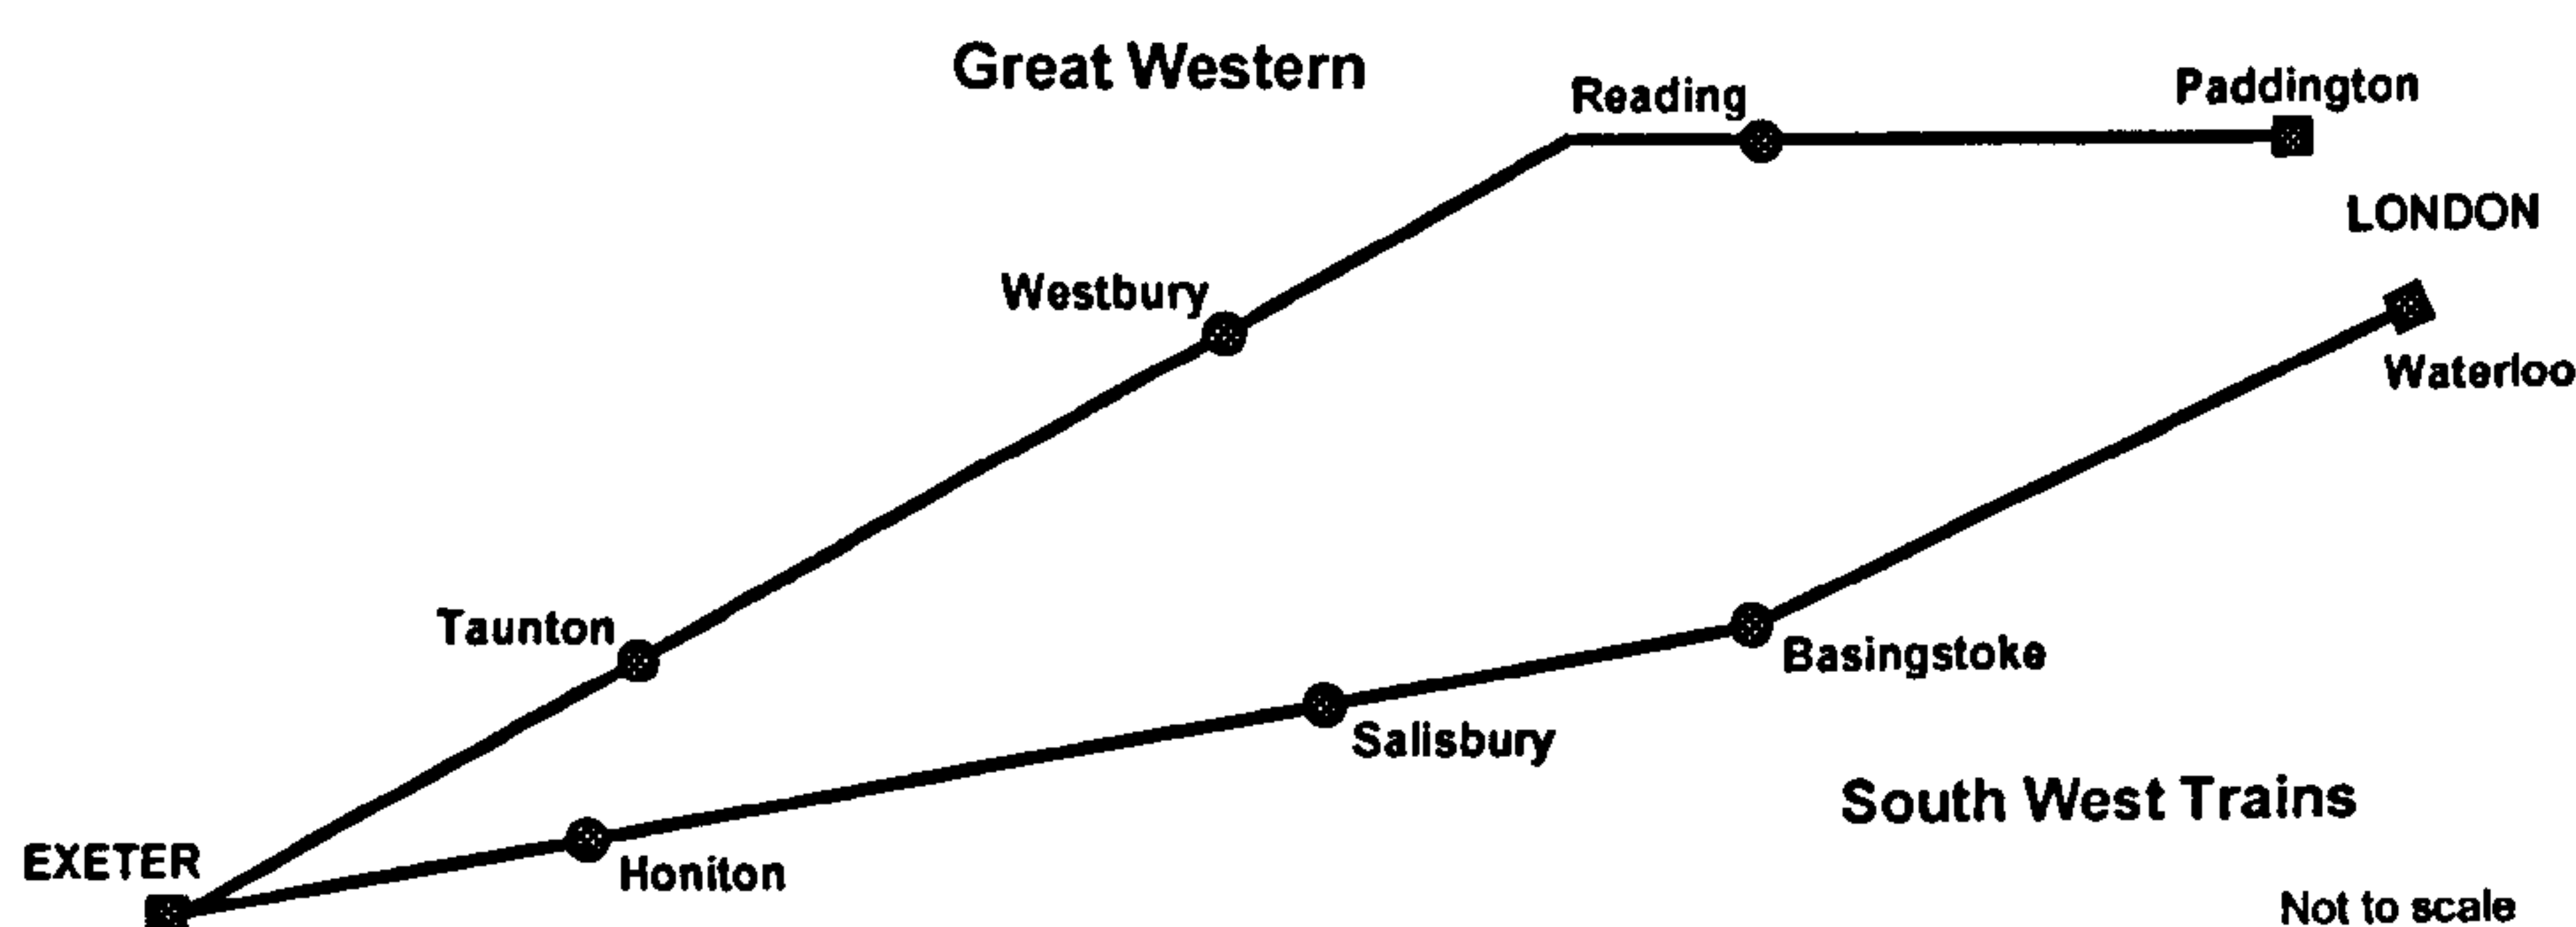 Great Western
Reading
Paddington
LONDON
Westbury
Waterloo
Taunton
Basingstoke
Salisbury
South West Trains
EXETER
Honiton
Not to scale